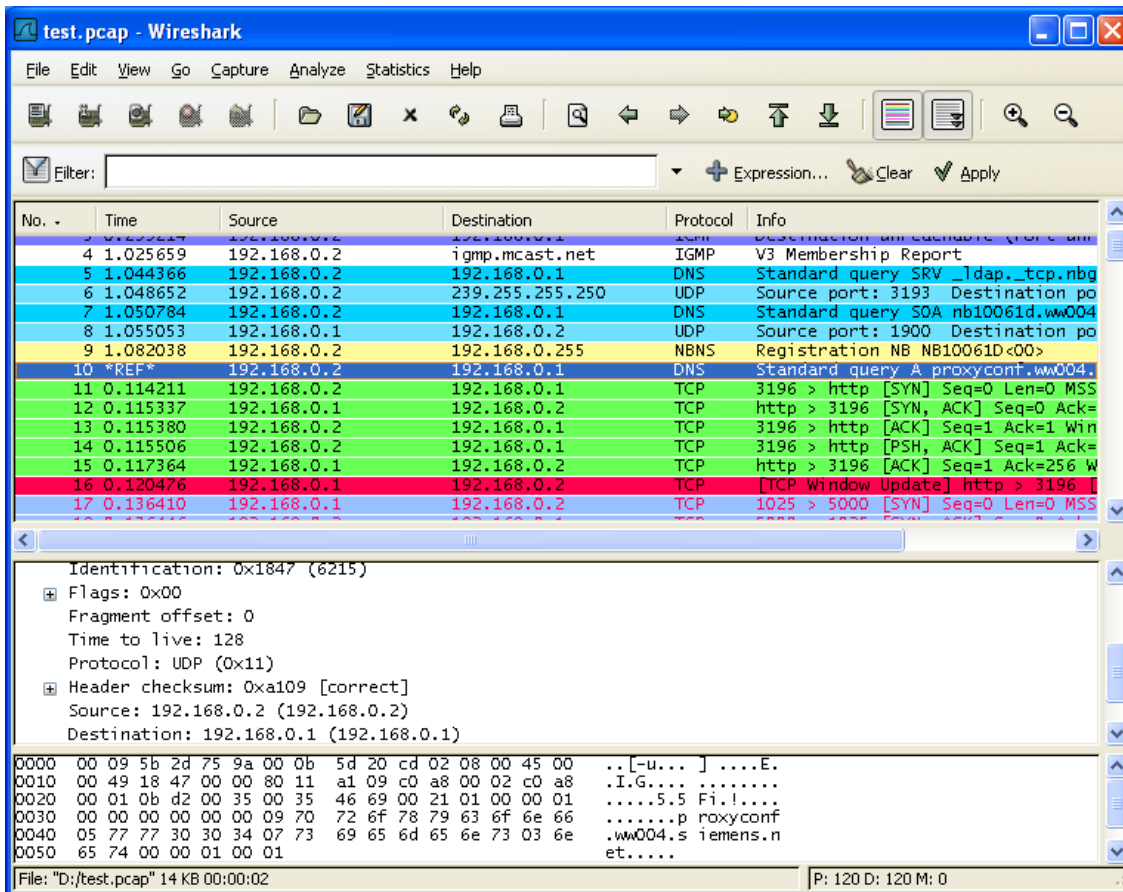 test.pcap - Wireshark
File Edit View Go Capture Analyze Statistics Help
Filter: Expression... Clear Apply
No. Time Source Destination Protocol Info
3 0.299214 192.168.0.2 192.168.0.1 ICMP Destination unreachable (Port
4 1.025659 192.168.0.2 igmp.mcast.net IGMP V3 Membership Report
5 1.044366 192.168.0.2 192.168.0.1 DNS Standard query SRV _ldap._tcp.nbg
6 1.048652 192.168.0.2 239.255.255.250 UDP Source port: 3193 Destination po
7 1.050784 192.168.0.2 192.168.0.1 DNS Standard query SOA nb10061d.ww004
8 1.055053 192.168.0.1 192.168.0.2 UDP Source port: 1900 Destination po
9 1.082038 192.168.0.2 192.168.0.255 NBNS Registration NB NB10061D<00>
10 *REF* 192.168.0.2 192.168.0.1 DNS Standard query A proxyconf.ww004.
11 0.114211 192.168.0.2 192.168.0.1 TCP 3196 > http [SYN] Seq=0 Len=0 MSS
12 0.115337 192.168.0.1 192.168.0.2 TCP http > 3196 [SYN, ACK] Seq=0 Ack=
13 0.115380 192.168.0.2 192.168.0.1 TCP 3196 > http [ACK] Seq=1 Ack=1 Win
14 0.115506 192.168.0.2 192.168.0.1 TCP 3196 > http [PSH, ACK] Seq=1 Ack=
15 0.117364 192.168.0.1 192.168.0.2 TCP http > 3196 [ACK] Seq=1 Ack=256 W
16 0.120476 192.168.0.1 192.168.0.2 TCP [TCP Window Update] http > 3196 [
17 0.136410 192.168.0.1 192.168.0.2 TCP 1025 > 5000 [SYN] Seq=0 Len=0 MSS
Identification: 0x1847 (6215)
Flags: 0x00
Fragment offset: 0
Time to live: 128
Protocol: UDP (0x11)
Header checksum: 0xa109 [correct]
Source: 192.168.0.2 (192.168.0.2)
Destination: 192.168.0.1 (192.168.0.1)
0000 00 09 5b 2d 75 9a 00 0b 5d 20 cd 02 08 00 45 00 ..[-u... ] ....E.
0010 00 49 18 47 00 00 80 11 a1 09 c0 a8 00 02 c0 a8 .I.G.... ........
0020 00 01 0b d2 00 35 00 35 46 69 00 21 01 00 00 01 .....5.5 Fi.!....
0030 00 00 00 00 00 00 09 70 72 6f 78 79 63 6f 6e 66 .......p roxyconf
0040 05 77 77 30 30 34 07 73 69 65 6d 65 6e 73 03 6e .ww004.s iemens.n
0050 65 74 00 00 01 00 01 et.....
File: "D:/test.pcap" 14 KB 00:00:02 P: 120 D: 120 M: 0